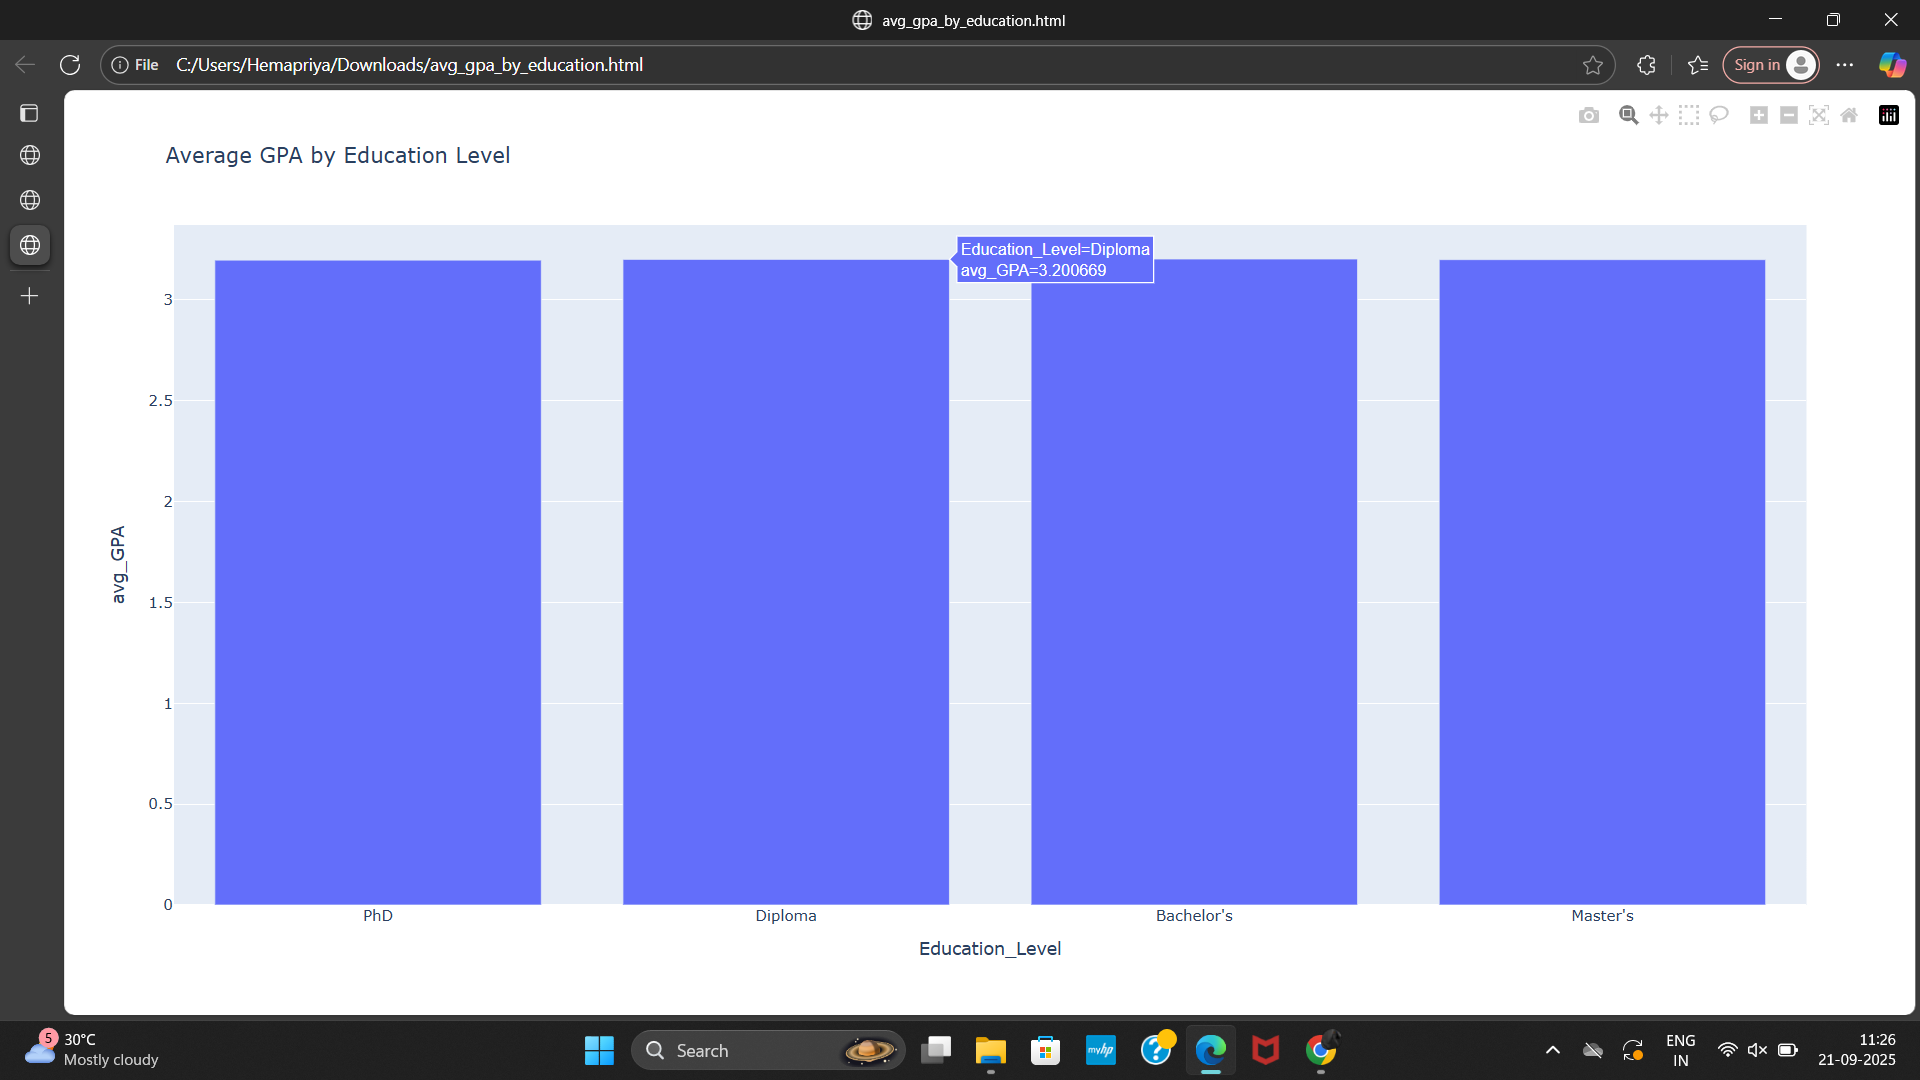 avg_gpa_by_education.html
File C:/Users/Hemapriya/Downloads/avg_gpa_by_education.html
Sign in
Average GPA by Education Level
Education_Level=Diploma
avg_GPA=3.200669
3
2.5
2
1.5
1
0.5
0
avg_GPA
PhD
Diploma
Bachelor's
Master's
Education_Level
5
30°C
Mostly cloudy
Search
myhp
?
ENG
IN
11:26
21-09-2025